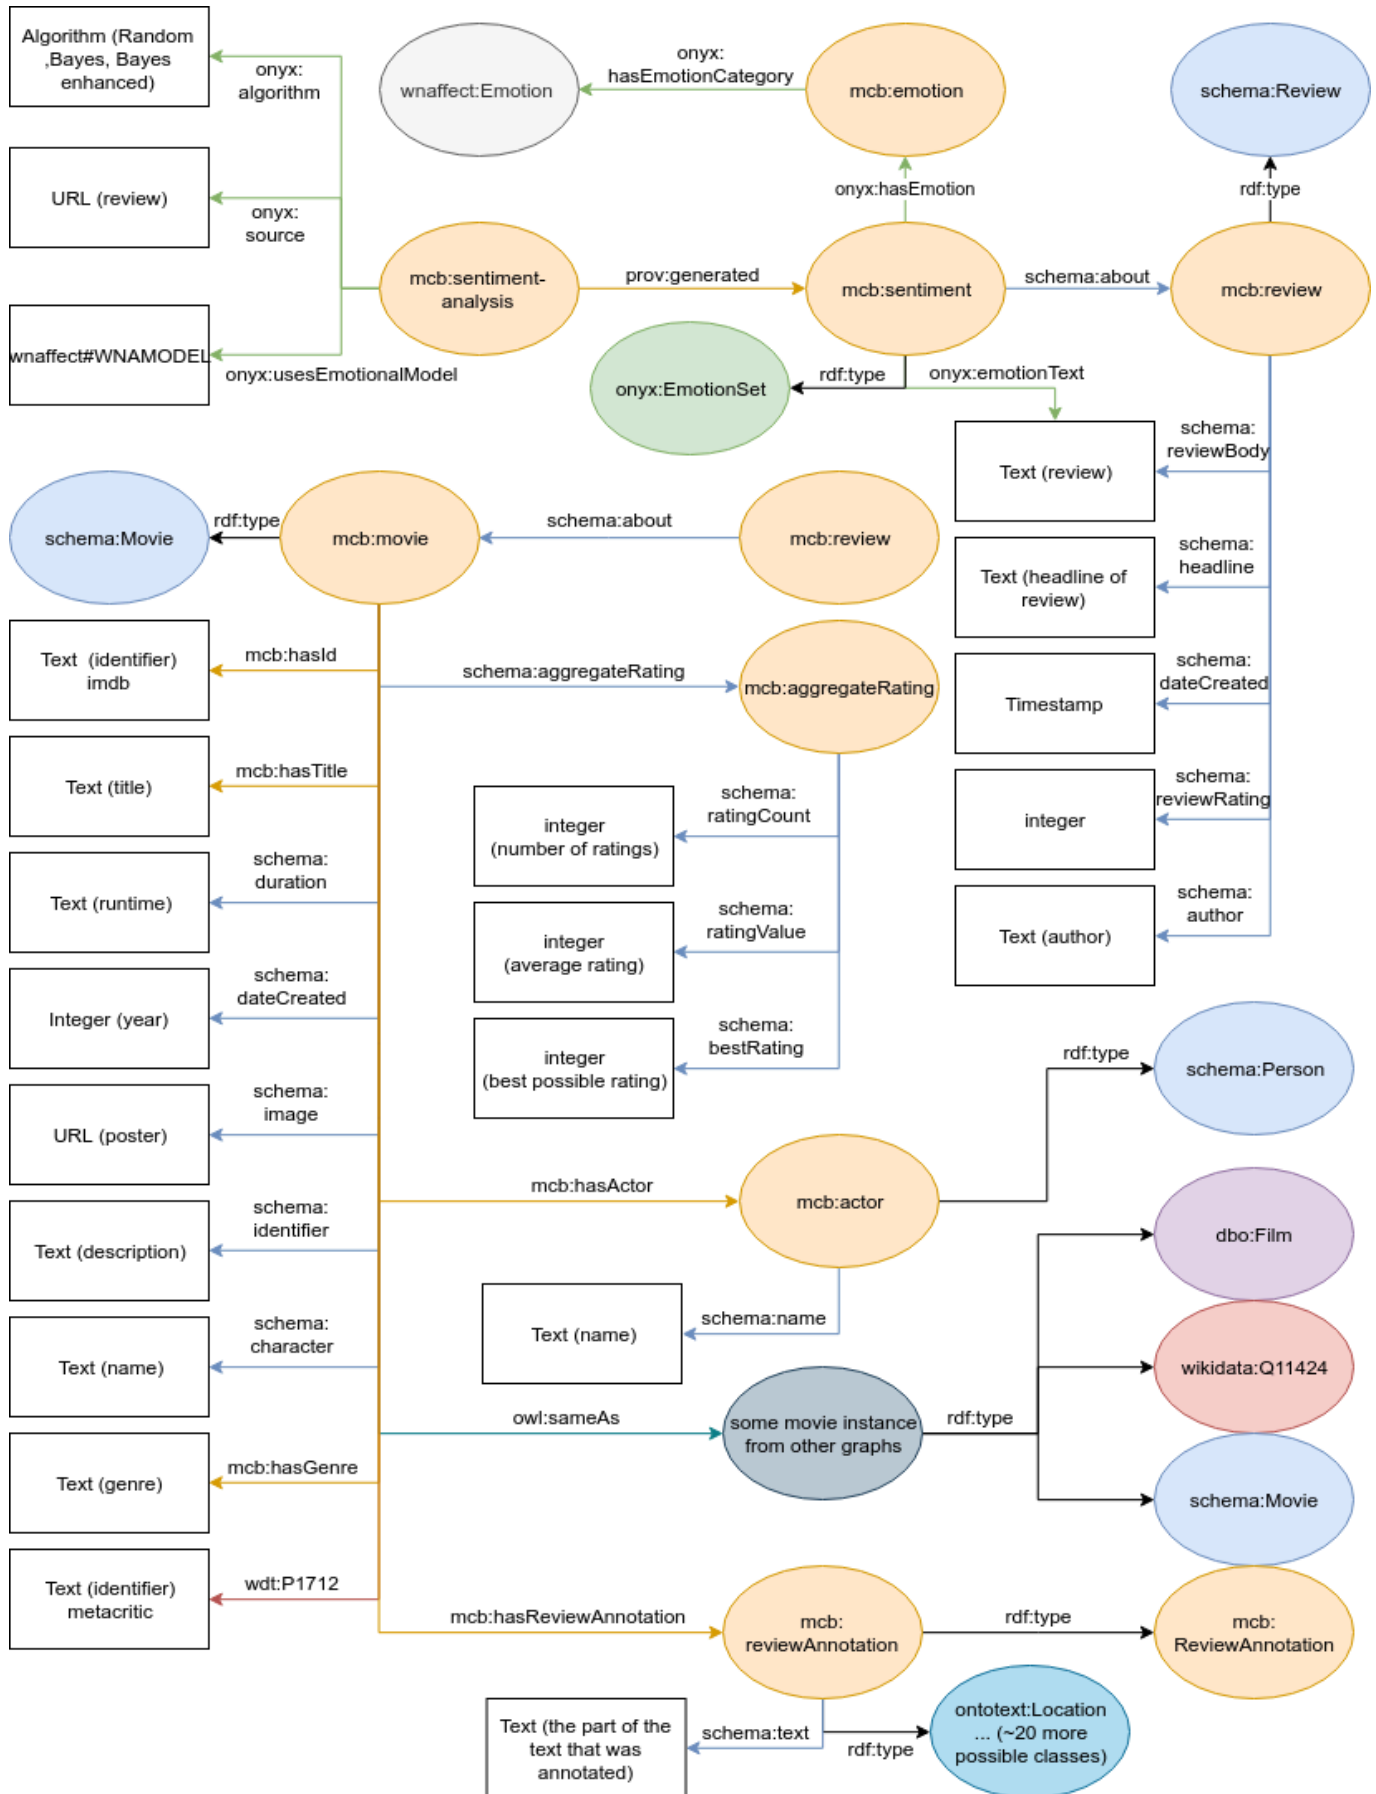 Algorithm (Random
,Bayes, Bayes
enhanced)
onyx:
algorithm
wnaffect:Emotion
onyx:
hasEmotionCategory
mcb:emotion
schema:Review
URL (review)
onyx:
source
onyx:hasEmotion
rdf:type
mcb:sentiment-
analysis
prov:generated
mcb:sentiment
schema:about
mcb:review
wnaffect#WNAMODEL
onyx:usesEmotionalModel
onyx:EmotionSet
rdf:type
onyx:emotionText
schema:
reviewBody
Text (review)
schema:
headline
Text (headline of
review)
schema:
dateCreated
Timestamp
schema:
reviewRating
integer
schema:
author
Text (author)
schema:Movie
rdf:type
mcb:movie
schema:about
mcb:review
Text (identifier)
imdb
mcb:hasId
schema:aggregateRating
mcb:aggregateRating
Text (title)
mcb:hasTitle
schema:
ratingCount
integer
(number of ratings)
Text (runtime)
schema:
duration
schema:
ratingValue
integer
(average rating)
Integer (year)
schema:
dateCreated
schema:
bestRating
integer
(best possible rating)
URL (poster)
schema:
image
rdf:type
schema:Person
mcb:hasActor
mcb:actor
Text (description)
schema:
identifier
dbo:Film
Text (name)
schema:name
Text (name)
schema:
character
wikidata:Q11424
owl:sameAs
some movie instance
from other graphs
rdf:type
Text (genre)
mcb:hasGenre
schema:Movie
Text (identifier)
metacritic
wdt:P1712
mcb:hasReviewAnnotation
mcb:
reviewAnnotation
rdf:type
mcb:
ReviewAnnotation
Text (the part of the
text that was
annotated)
schema:text
rdf:type
ontotext:Location
... (~20 more
possible classes)